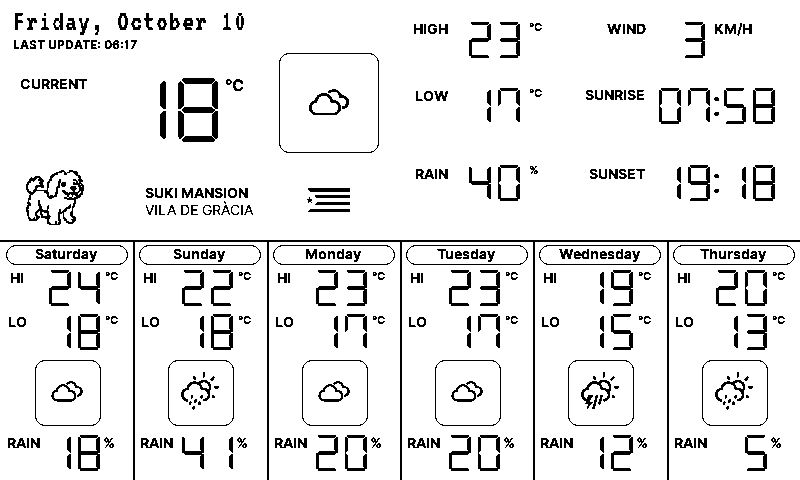 Friday, October 10
LAST UPDATE: 06:17
CURRENT 18 °C
HIGH 23 °C
WIND 3 KM/H
LOW 17 °C
SUNRISE 07:58
RAIN 40 %
SUNSET 19:18
SUKI MANSION
VILA DE GRÀCIA
Saturday
HI 24 °C
LO 18 °C
RAIN 18 %
Sunday
HI 22 °C
LO 18 °C
RAIN 41 %
Monday
HI 23 °C
LO 17 °C
RAIN 20 %
Tuesday
HI 23 °C
LO 17 °C
RAIN 20 %
Wednesday
HI 19 °C
LO 15 °C
RAIN 12 %
Thursday
HI 20 °C
LO 13 °C
RAIN 5 %